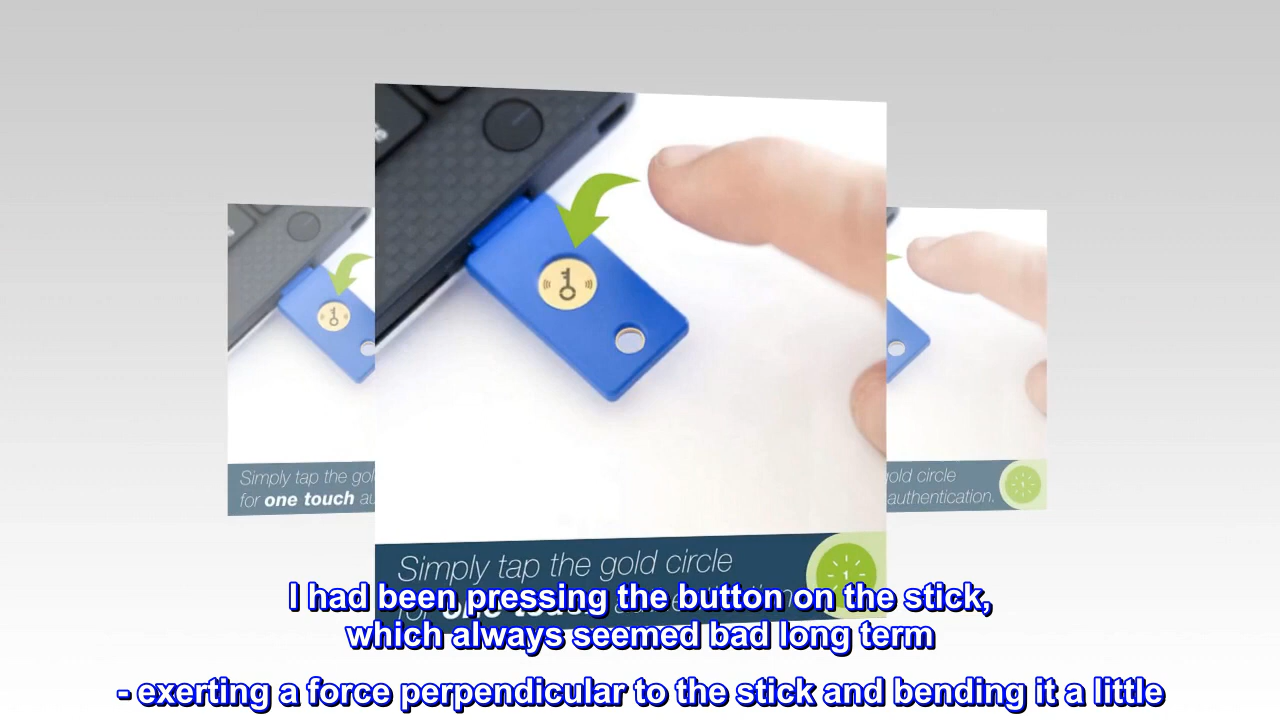 Simply tap the gol
for one touch au
Simply tap the gold circle
gold circle
authentication.
I had been pressing the button on the stick,
which always seemed bad long term
- exerting a force perpendicular to the stick and bending it a little